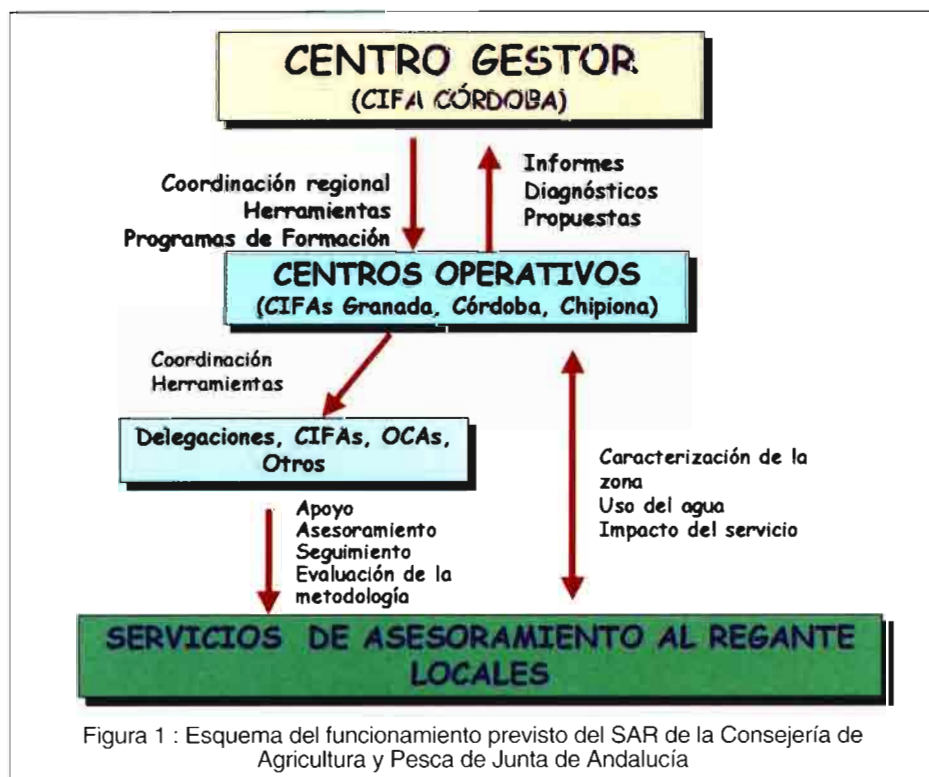 CENTRO GESTOR
(CIFA CÓRDOBA)
Coordinación regional
Herramientas
Programas de Formación
Informes
Diagnósticos
Propuestas
CENTROS OPERATIVOS
(CIFAs Granada, Córdoba, Chipiona)
Coordinación
Herramientas
Delegaciones, CIFAs, OCAs,
Otros
Caracterización de la
zona
Uso del agua
Impacto del servicio
Apoyo
Asesoramiento
Seguimiento
Evaluación de la
metodología
SERVICIOS DE ASESORAMIENTO AL REGANTE
LOCALES
Figura 1 : Esquema del funcionamiento previsto del SAR de la Consejería de
Agricultura y Pesca de Junta de Andalucía